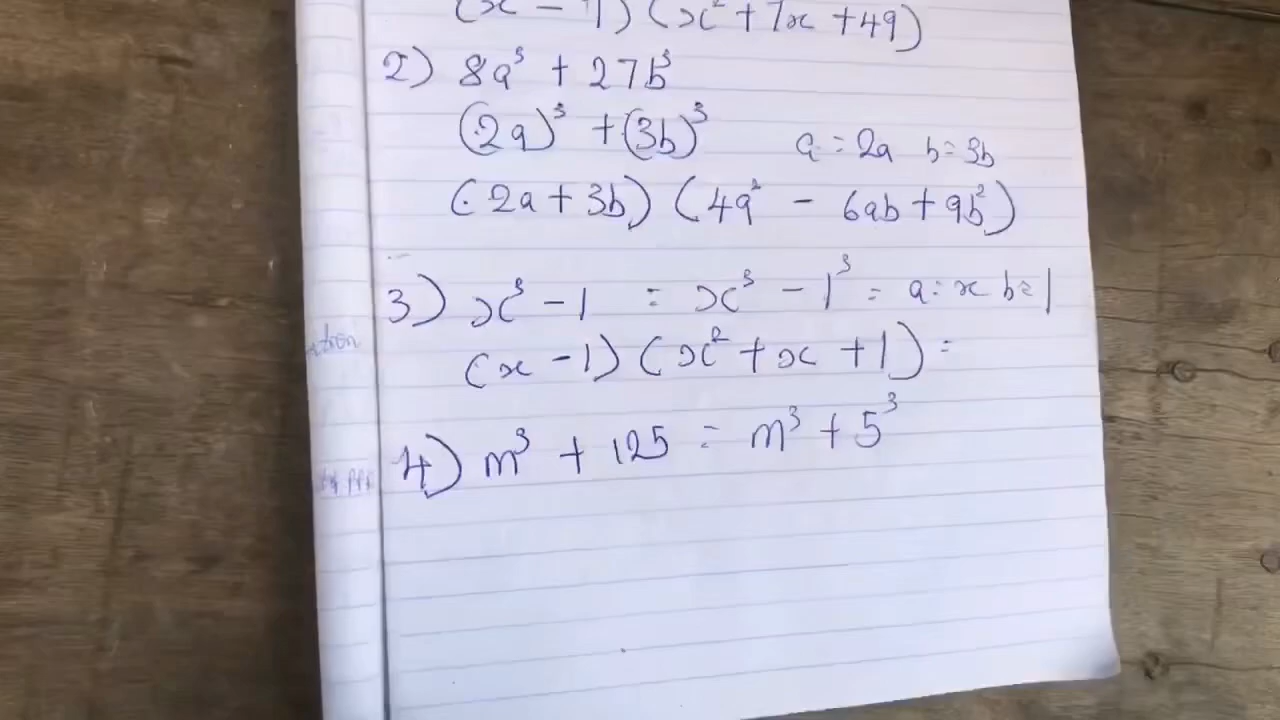 (x - 7)(x² + 7x + 49)
2) 8a³ + 27b³
(2a)³ + (3b)³ a = 2a b = 3b
(2a + 3b)(4a² - 6ab + 9b²)
3) x³ - 1 = x³ - 1³ = a = x b = 1
(x - 1)(x² + x + 1) =
4) m³ + 125 = m³ + 5³